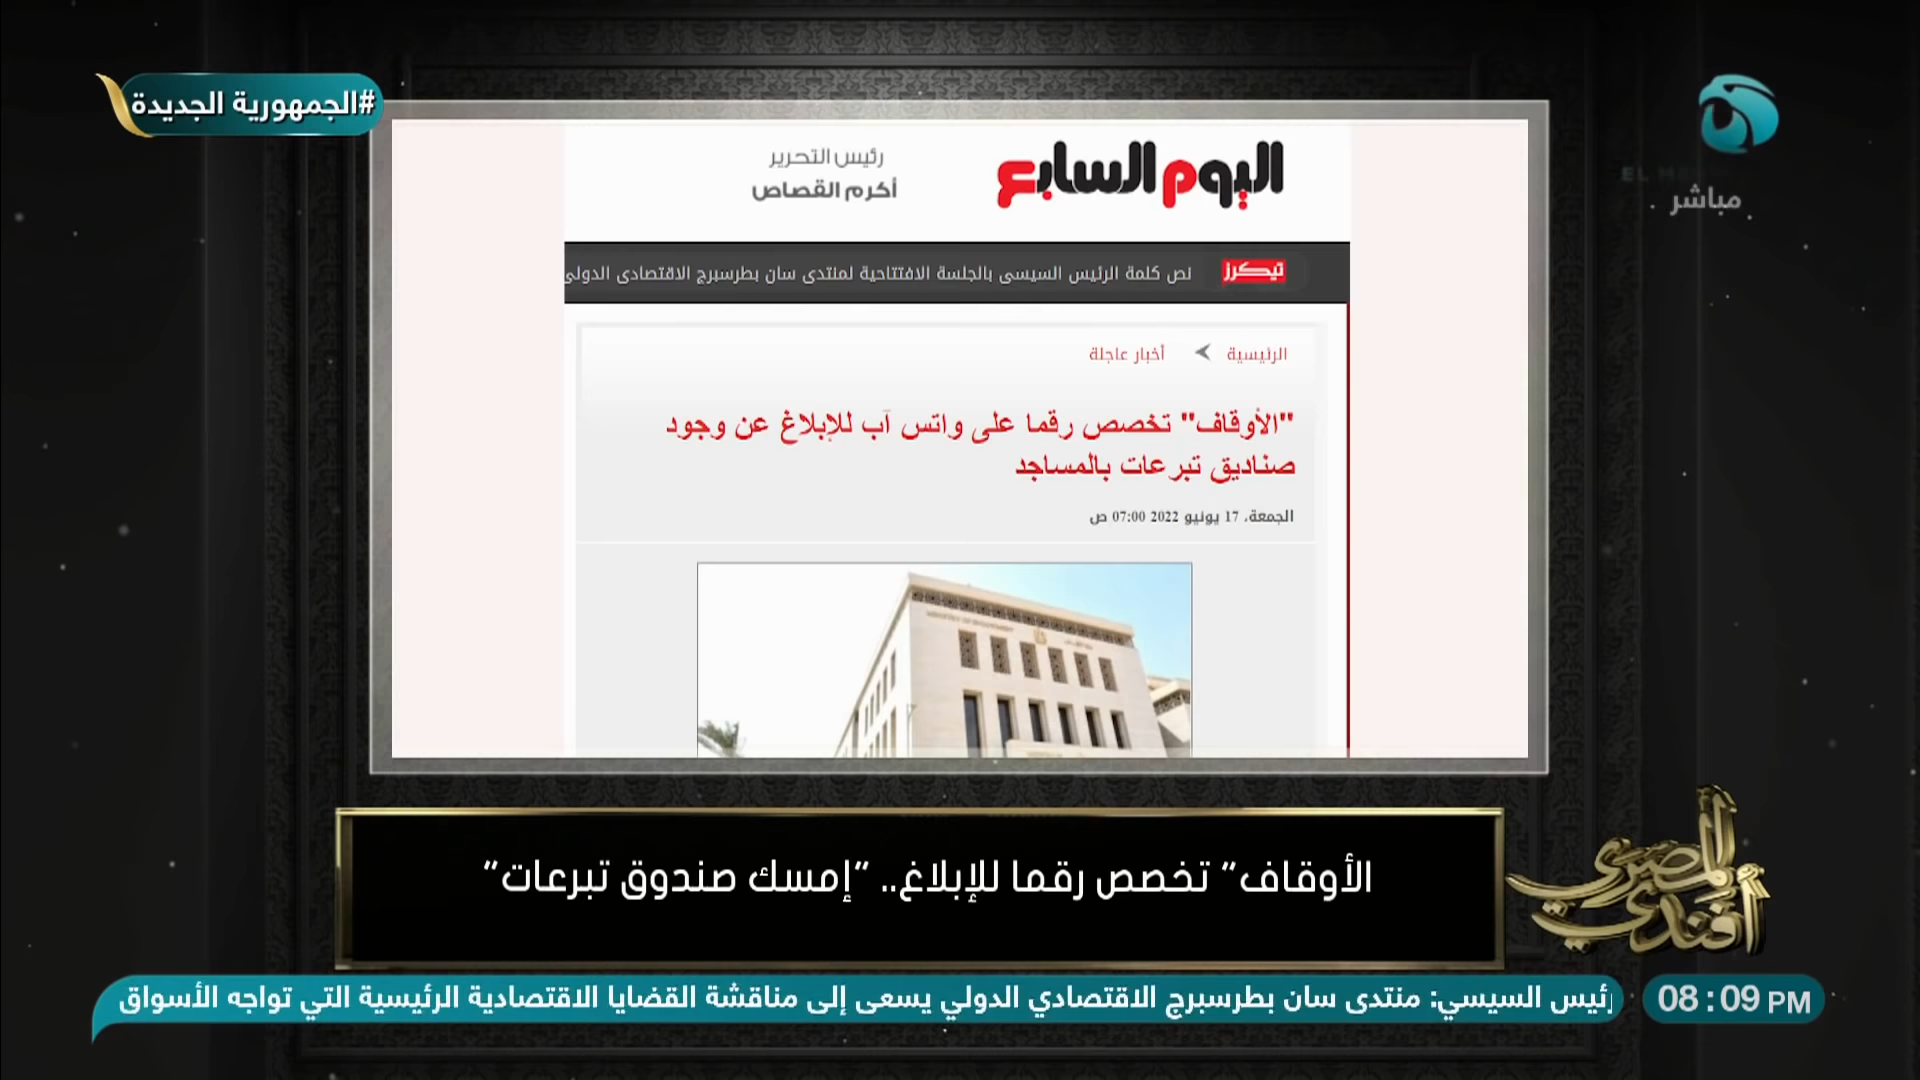 #الجمهورية الجديدة
مباشر
اليوم السابع
رئيس التحرير
أكرم القصاص
تيكرز
نص كلمة الرئيس السيسى بالجلسة الافتتاحية لمنتدى سان بطرسبرج الاقتصادى الدولى
الرئيسية
أخبار عاجلة
"الأوقاف" تخصص رقما على واتس آب للإبلاغ عن وجود
صناديق تبرعات بالمساجد
الجمعة، 17 يونيو 2022 07:00 ص
الأوقاف" تخصص رقما للإبلاغ.. "إمسك صندوق تبرعات"
المصري
أفندي
رئيس السيسي: منتدى سان بطرسبرج الاقتصادي الدولي يسعى إلى مناقشة القضايا الاقتصادية الرئيسية التي تواجه الأسواق
08:09 PM